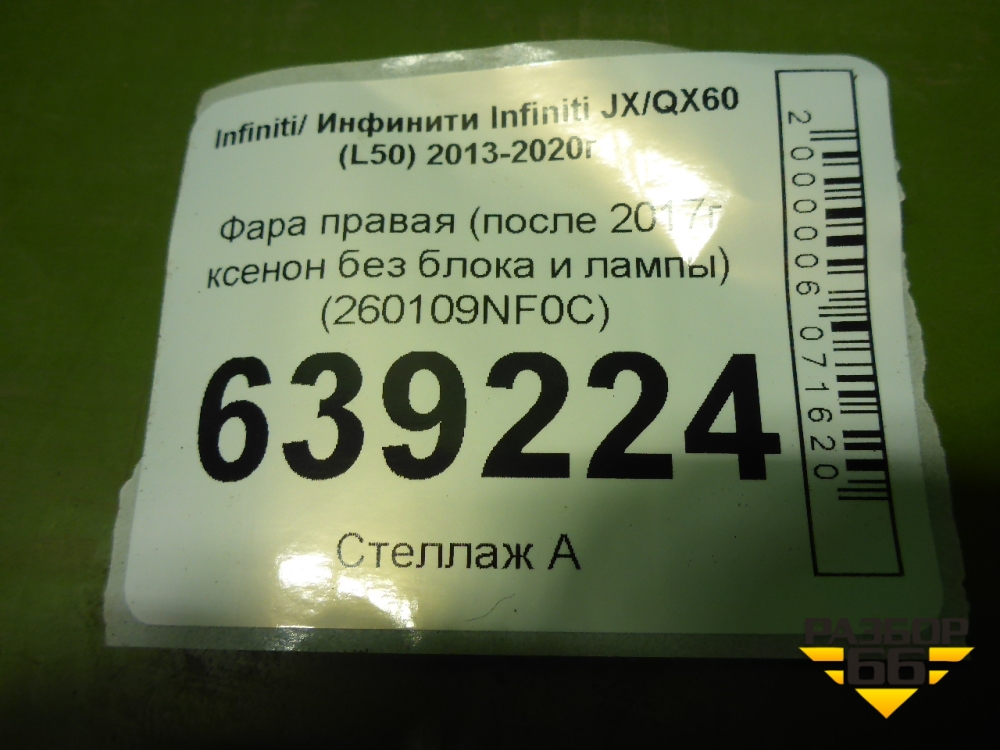 Infiniti/ Инфинити Infiniti JX/QX60
(L50) 2013-2020г
Фара правая (после 2017г
ксенон без блока и лампы)
(260109NF0C)
639224
Стеллаж А
2000006071620
РАЗБОР
66